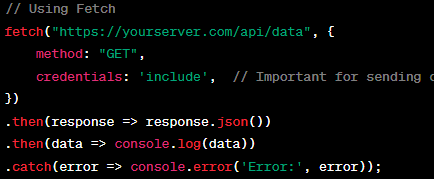 // Using Fetch
fetch("https://yourserver.com/api/data", {
    method: "GET",
    credentials: 'include',  // Important for sending
})
.then(response => response.json())
.then(data => console.log(data))
.catch(error => console.error('Error:', error));